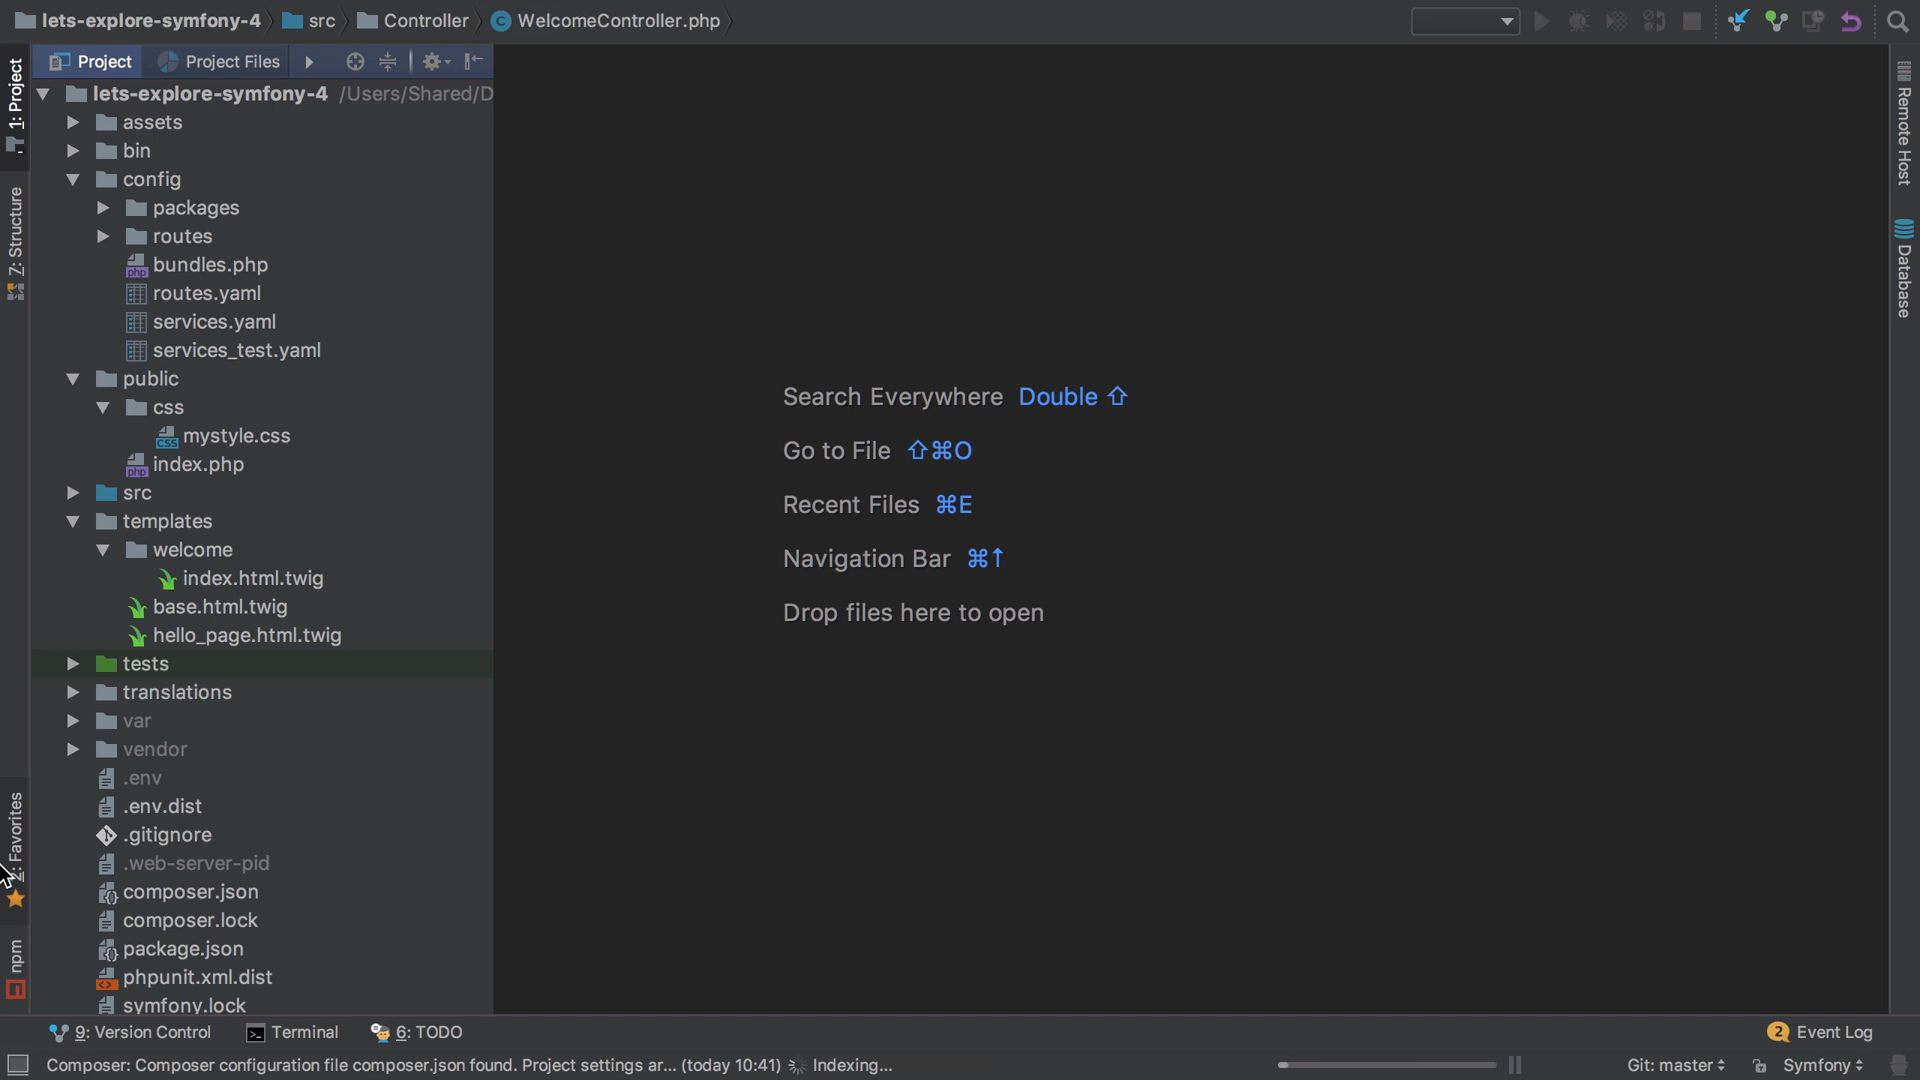 lets-explore-symfony-4 src Controller WelcomeController.php
Project Project Files
lets-explore-symfony-4 /Users/Shared/D
assets
bin
config
packages
routes
bundles.php
routes.yaml
services.yaml
services_test.yaml
public
css
mystyle.css
index.php
src
templates
welcome
index.html.twig
base.html.twig
hello_page.html.twig
tests
translations
var
vendor
.env
.env.dist
.gitignore
.web-server-pid
composer.json
composer.lock
package.json
phpunit.xml.dist
symfony.lock
1: Project
7: Structure
2: Favorites
npm
Search Everywhere Double ⇧
Go to File ⇧⌘O
Recent Files ⌘E
Navigation Bar ⌘↑
Drop files here to open
Remote Host
Database
9: Version Control Terminal 6: TODO 2 Event Log
Composer: Composer configuration file composer.json found. Project settings ar... (today 10:41) Indexing... Git: master Symfony